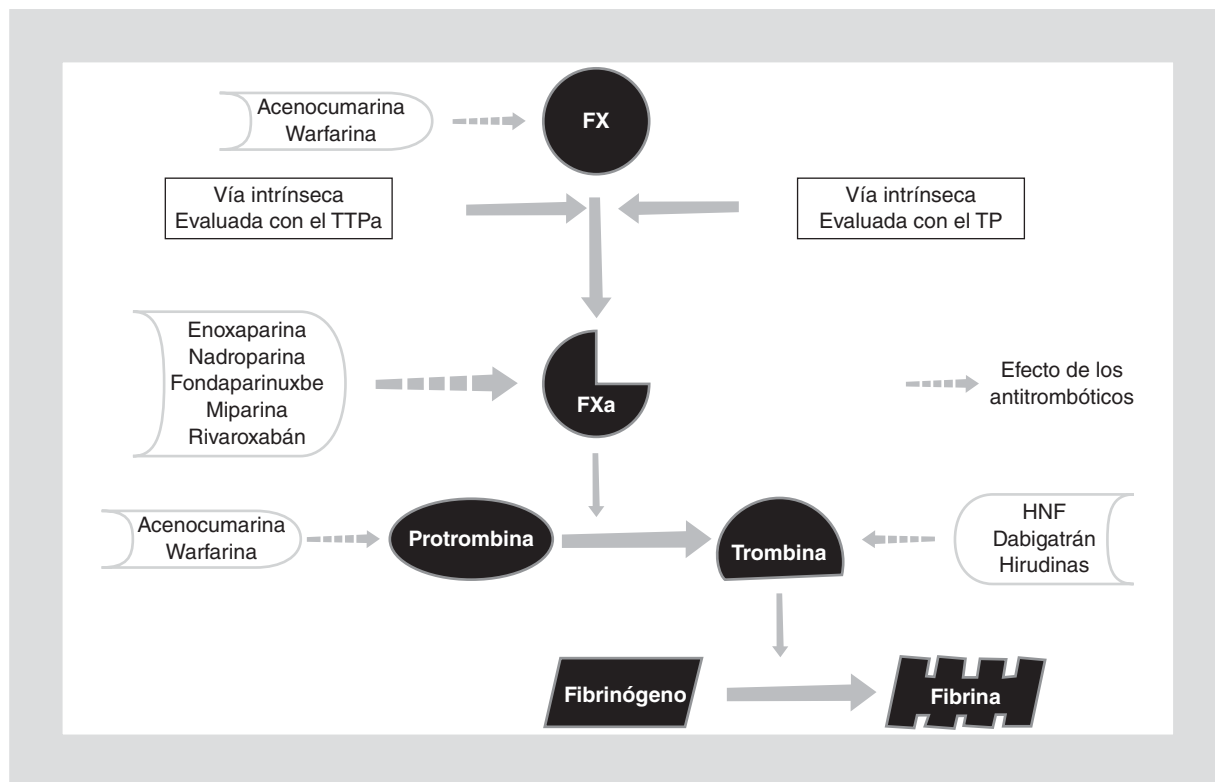 Acenocumarina
Warfarina
FX
Vía intrínseca
Evaluada con el TTPa
Vía intrínseca
Evaluada con el TP
Enoxaparina
Nadroparina
Fondaparinuxbe
Miparina
Rivaroxabán
FXa
Efecto de los
antitrombóticos
Acenocumarina
Warfarina
Protrombina
Trombina
HNF
Dabigatrán
Hirudinas
Fibrinógeno
Fibrina